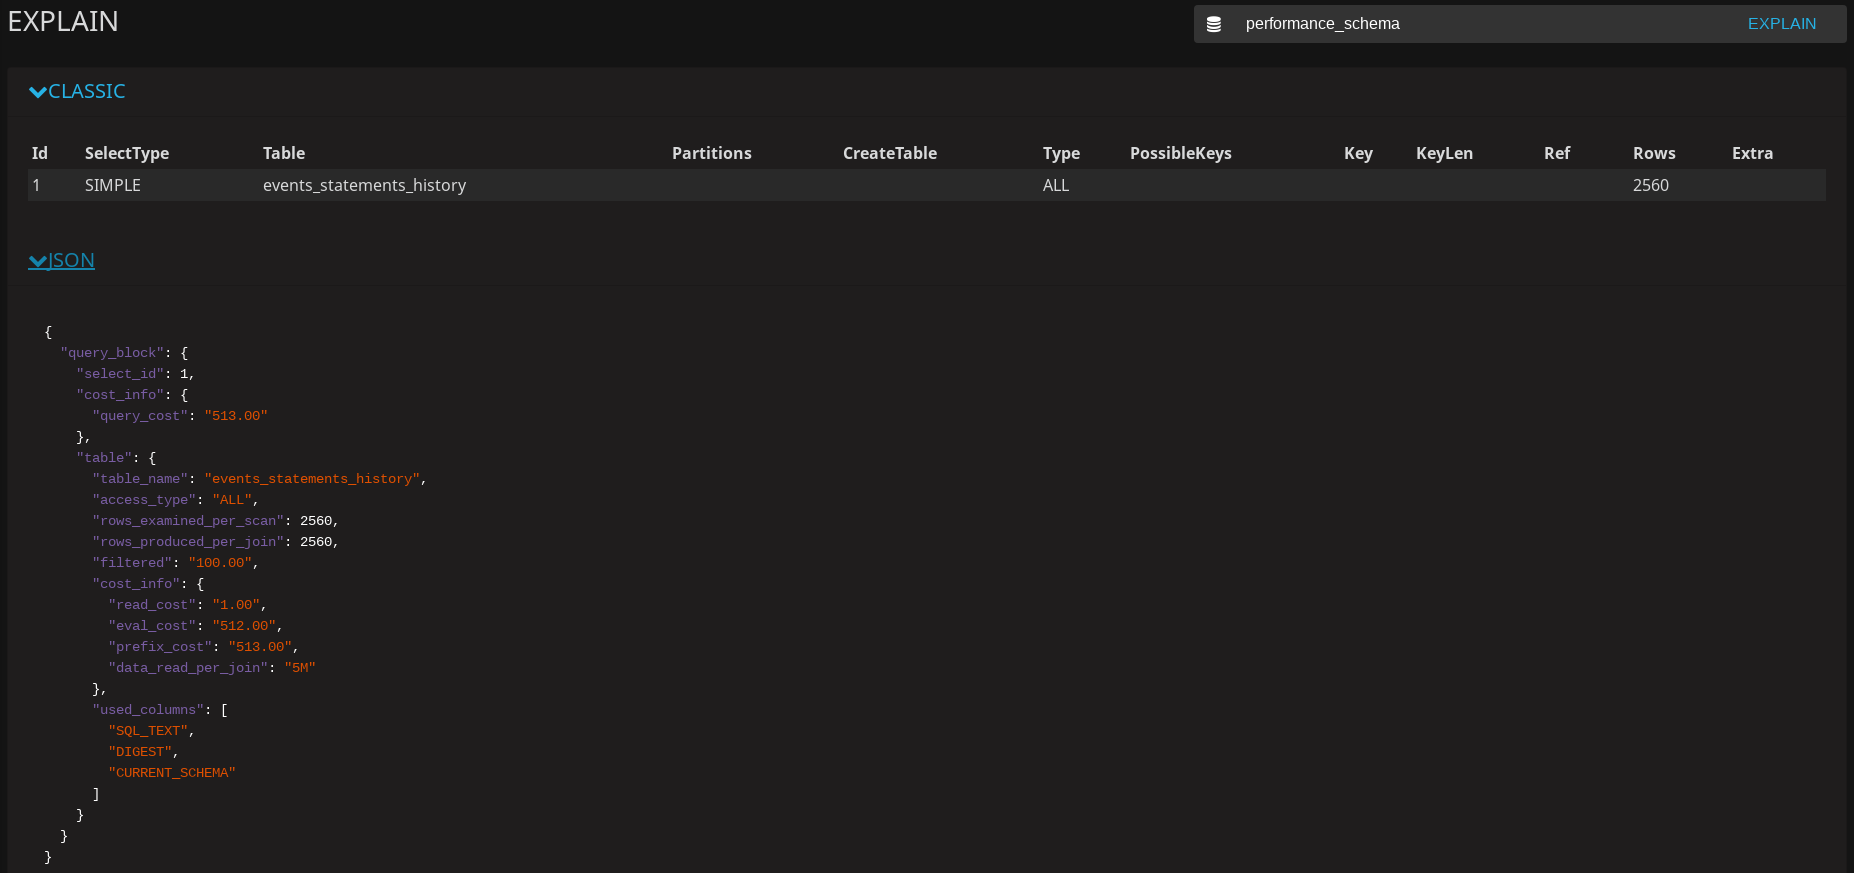 EXPLAIN
performance_schema EXPLAIN
CLASSIC
Id SelectType Table Partitions CreateTable Type PossibleKeys Key KeyLen Ref Rows Extra
1 SIMPLE events_statements_history ALL 2560
JSON
{
"query_block": {
"select_id": 1,
"cost_info": {
"query_cost": "513.00"
},
"table": {
"table_name": "events_statements_history",
"access_type": "ALL",
"rows_examined_per_scan": 2560,
"rows_produced_per_join": 2560,
"filtered": "100.00",
"cost_info": {
"read_cost": "1.00",
"eval_cost": "512.00",
"prefix_cost": "513.00",
"data_read_per_join": "5M"
},
"used_columns": [
"SQL_TEXT",
"DIGEST",
"CURRENT_SCHEMA"
]
}
}
}